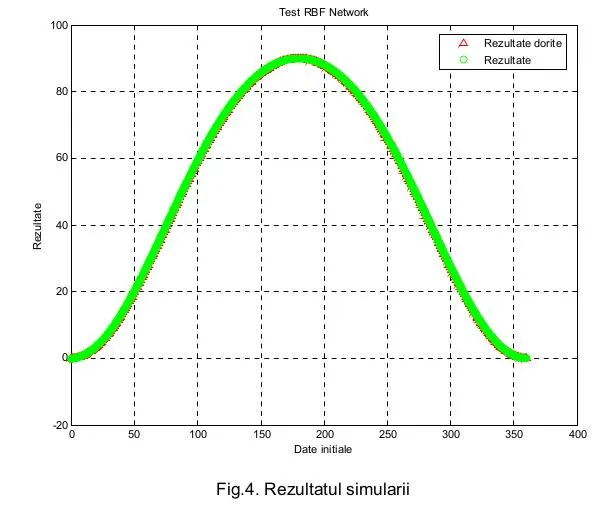 Test RBF Network
100
80
60
40
20
0
-20
Rezultate
Rezultate dorite
Rezultate
0 50 100 150 200 250 300 350 400
Date initiale
Fig.4. Rezultatul simularii